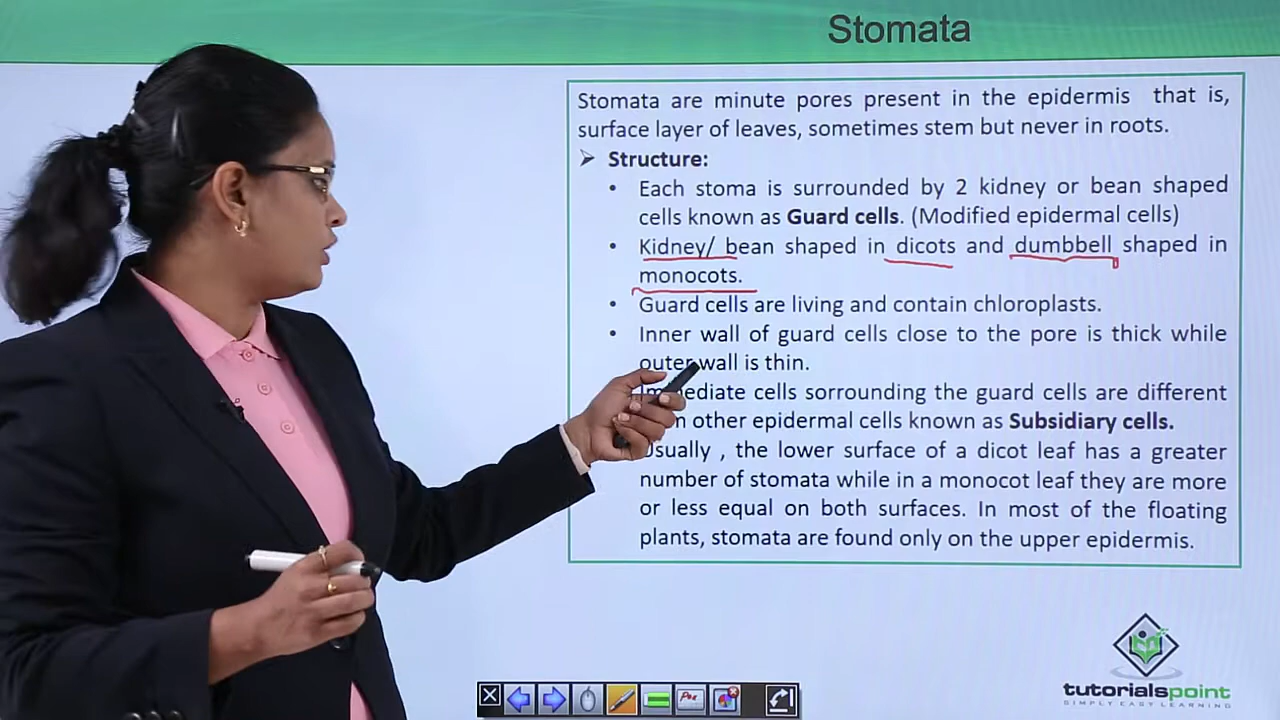 Stomata
Stomata are minute pores present in the epidermis that is,
surface layer of leaves, sometimes stem but never in roots.
➢ Structure:
• Each stoma is surrounded by 2 kidney or bean shaped
cells known as Guard cells. (Modified epidermal cells)
• Kidney/ bean shaped in dicots and dumbbell shaped in
monocots.
• Guard cells are living and contain chloroplasts.
• Inner wall of guard cells close to the pore is thick while
outer wall is thin.
cells sorrounding the guard cells are different
other epidermal cells known as Subsidiary cells.
Usually , the lower surface of a dicot leaf has a greater
number of stomata while in a monocot leaf they are more
or less equal on both surfaces. In most of the floating
plants, stomata are found only on the upper epidermis.
tutorialspoint
SIMPLY EASY LEARNING
Pen